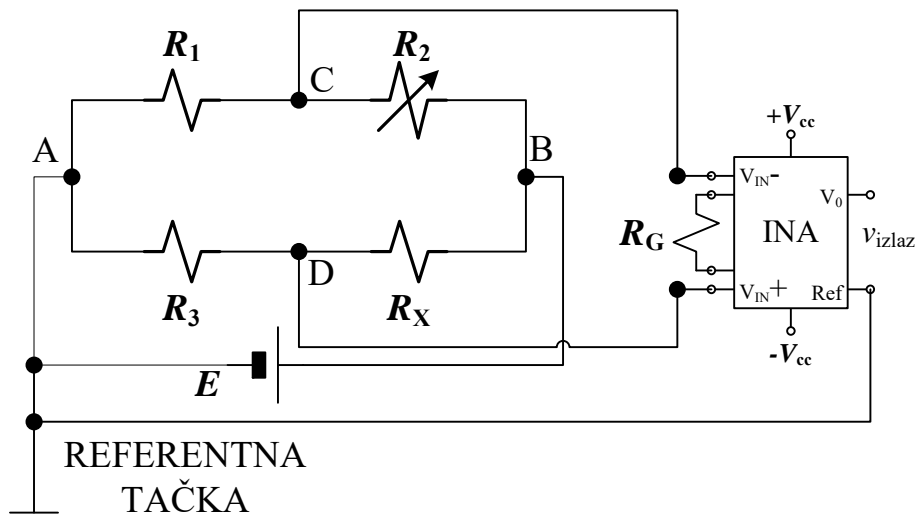 R1
R2
C
+Vcc
A
B
VIN-
V0
RG
INA
vizlaz
D
VIN+
Ref
R3
RX
-Vcc
E
REFERENTNA
TAČKA